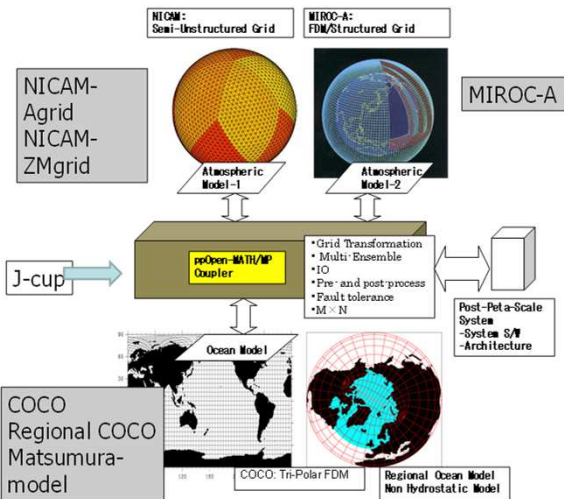 NICAM:
Semi-Unstructured Grid
MIROC-A:
FDM/Structured Grid
NICAM-
Agrid
NICAM-
ZMgrid
MIROC-A
Atmospheric
Model-1
Atmospheric
Model-2
J-cup
ppOpen-MATH/MP
Coupler
•Grid Transformation
• Multi-Ensemble
•IO
•Pre- and post-process
•Fault tolerance
•M×N
Post-Peta-Scale
System
-System S/W
-Architecture
Ocean Model
COCO
Regional COCO
Matsumura-
model
COCO: Tri-Polar FDM
Regional Ocean Model
Non Hydrostatic Model